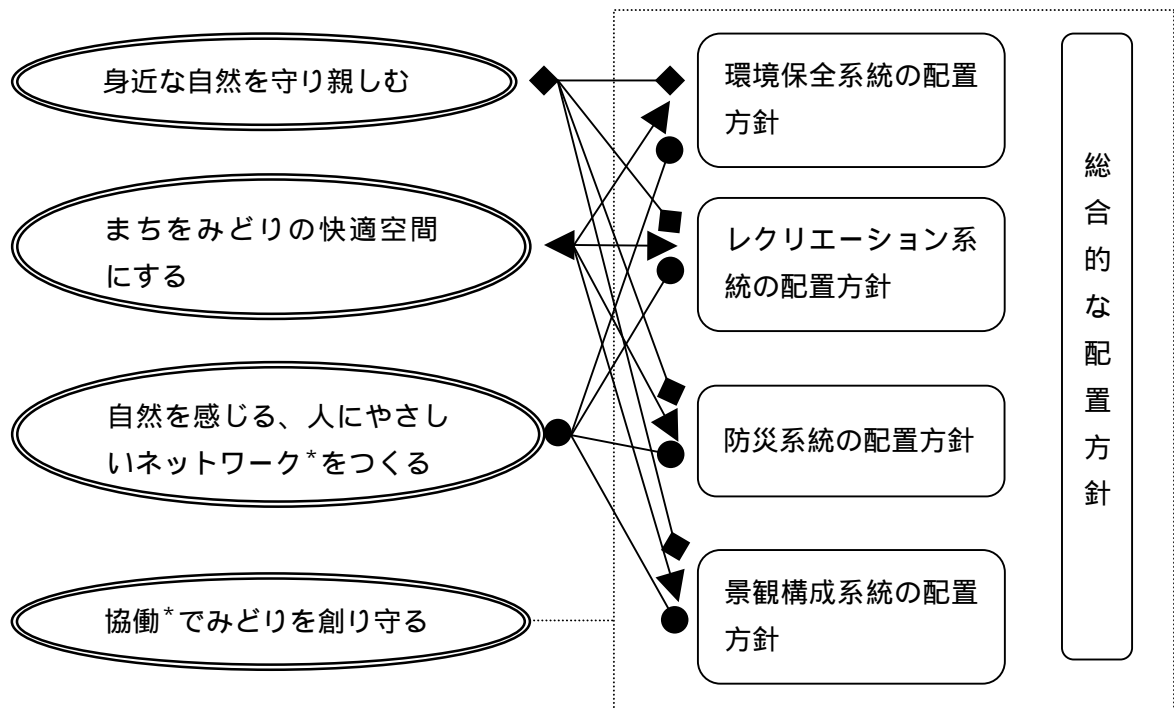 身近な自然を守り親しむ
まちをみどりの快適空間
にする
自然を感じる、人にやさし
いネットワーク*をつくる
協働*でみどりを創り守る
環境保全系統の配置
方針
レクリエーション系
統の配置方針
防災系統の配置方針
景観構成系統の配置
方針
総合的な配置方針